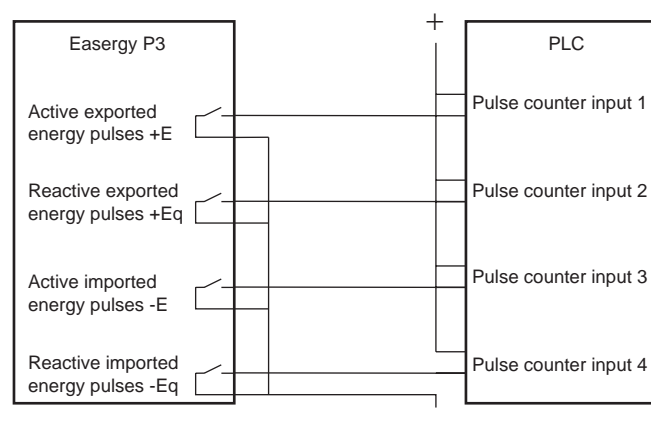 Easergy P3
+
PLC
Active exported
energy pulses +E
Pulse counter input 1
Reactive exported
energy pulses +Eq
Pulse counter input 2
Active imported
energy pulses -E
Pulse counter input 3
Reactive imported
energy pulses -Eq
Pulse counter input 4